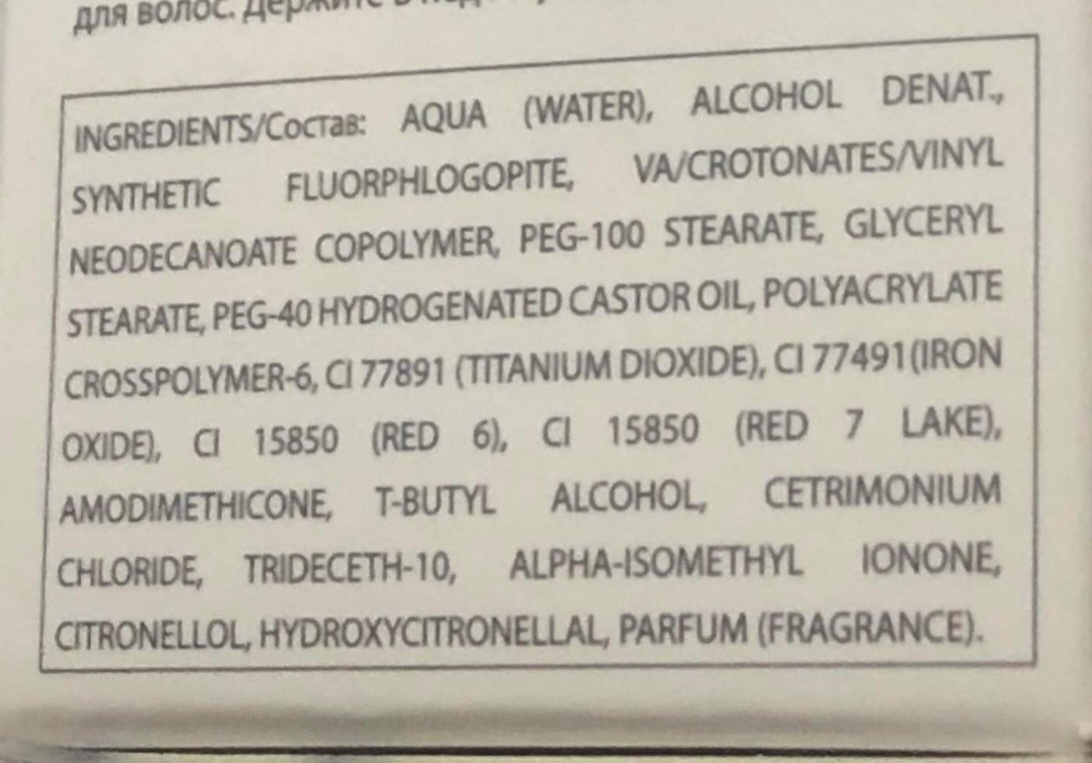 для волос. Держите в
INGREDIENTS/Состав: AQUA (WATER), ALCOHOL DENAT.,
SYNTHETIC FLUORPHLOGOPITE, VA/CROTONATES/VINYL
NEODECANOATE COPOLYMER, PEG-100 STEARATE, GLYCERYL
STEARATE, PEG-40 HYDROGENATED CASTOR OIL, POLYACRYLATE
CROSSPOLYMER-6, CI 77891 (TITANIUM DIOXIDE), CI 77491(IRON
OXIDE), CI 15850 (RED 6), CI 15850 (RED 7 LAKE),
AMODIMETHICONE, T-BUTYL ALCOHOL, CETRIMONIUM
CHLORIDE, TRIDECETH-10, ALPHA-ISOMETHYL IONONE,
CITRONELLOL, HYDROXYCITRONELLAL, PARFUM (FRAGRANCE).